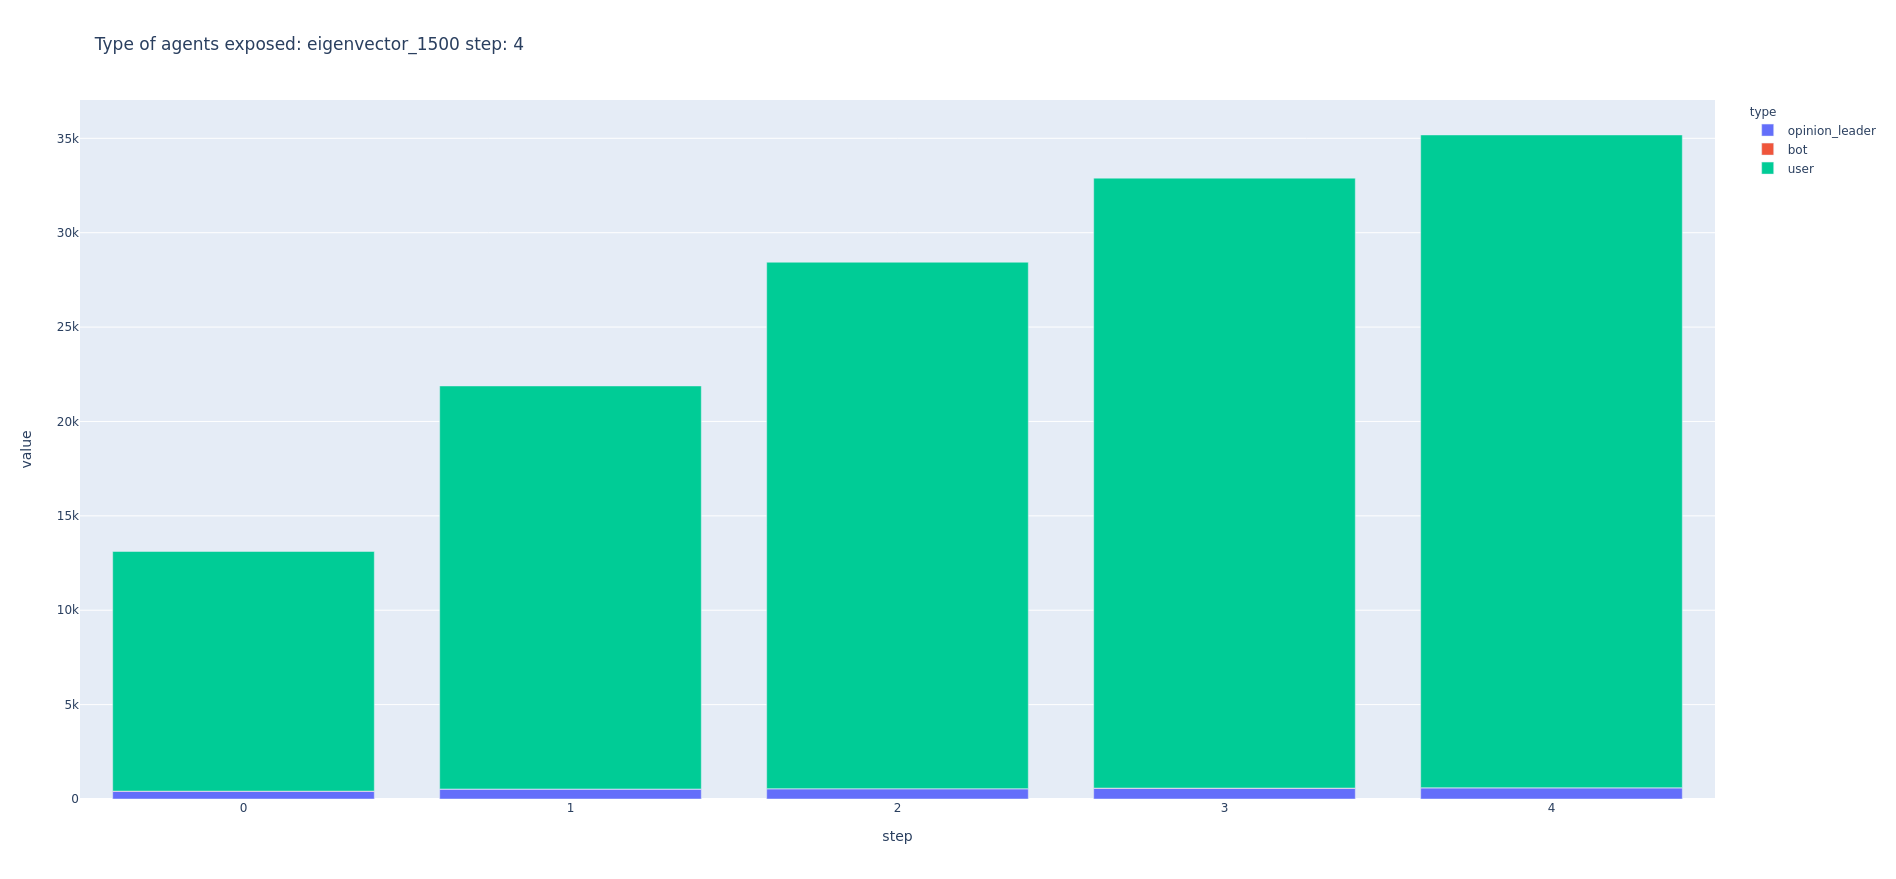 Type of agents exposed: eigenvector_1500 step: 4
type
opinion_leader
bot
user
35k
30k
25k
20k
15k
10k
5k
0
value
0 1 2 3 4
step